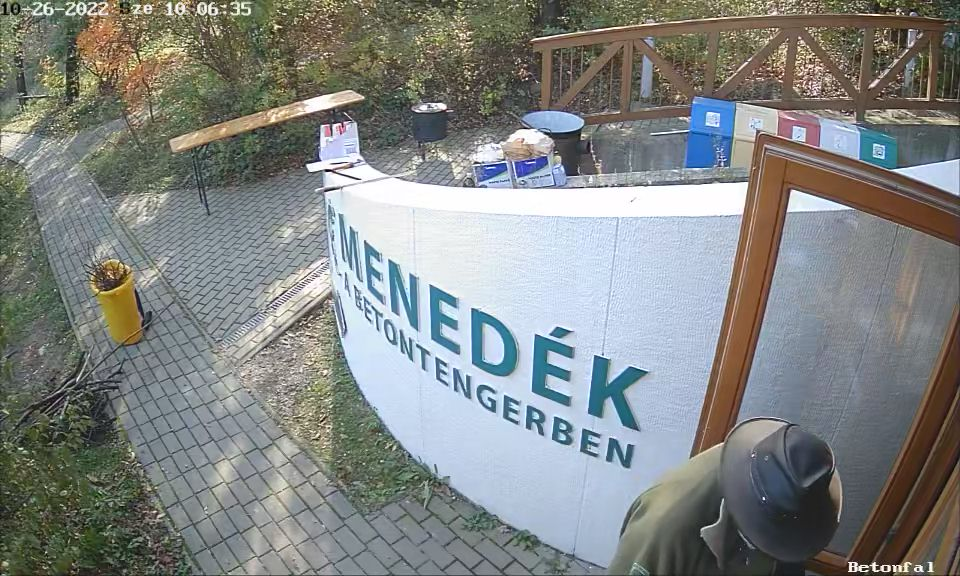 10-26-2022 Sze 10 06:35
MENEDÉK
A BETONTENGERBEN
Betonfal